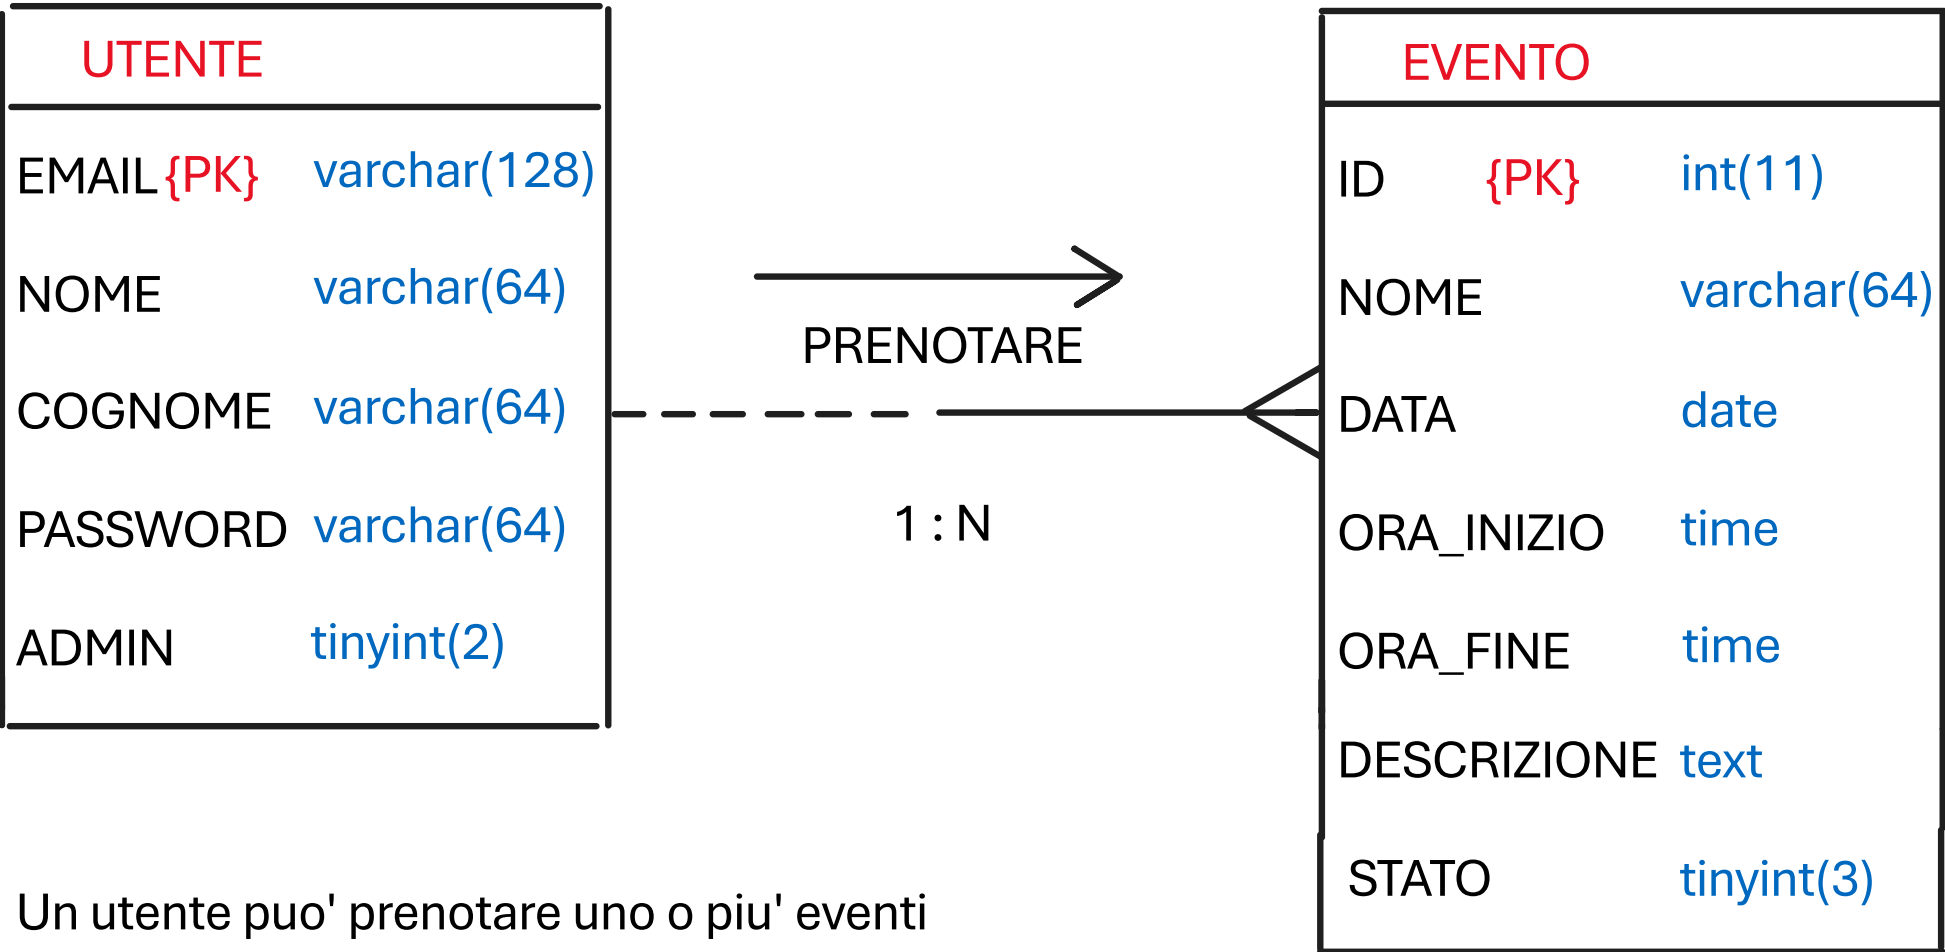 UTENTE
EMAIL {PK} varchar(128)
NOME varchar(64)
COGNOME varchar(64)
PASSWORD varchar(64)
ADMIN tinyint(2)
PRENOTARE
1 : N
EVENTO
ID {PK} int(11)
NOME varchar(64)
DATA date
ORA_INIZIO time
ORA_FINE time
DESCRIZIONE text
STATO tinyint(3)
Un utente puo' prenotare uno o piu' eventi